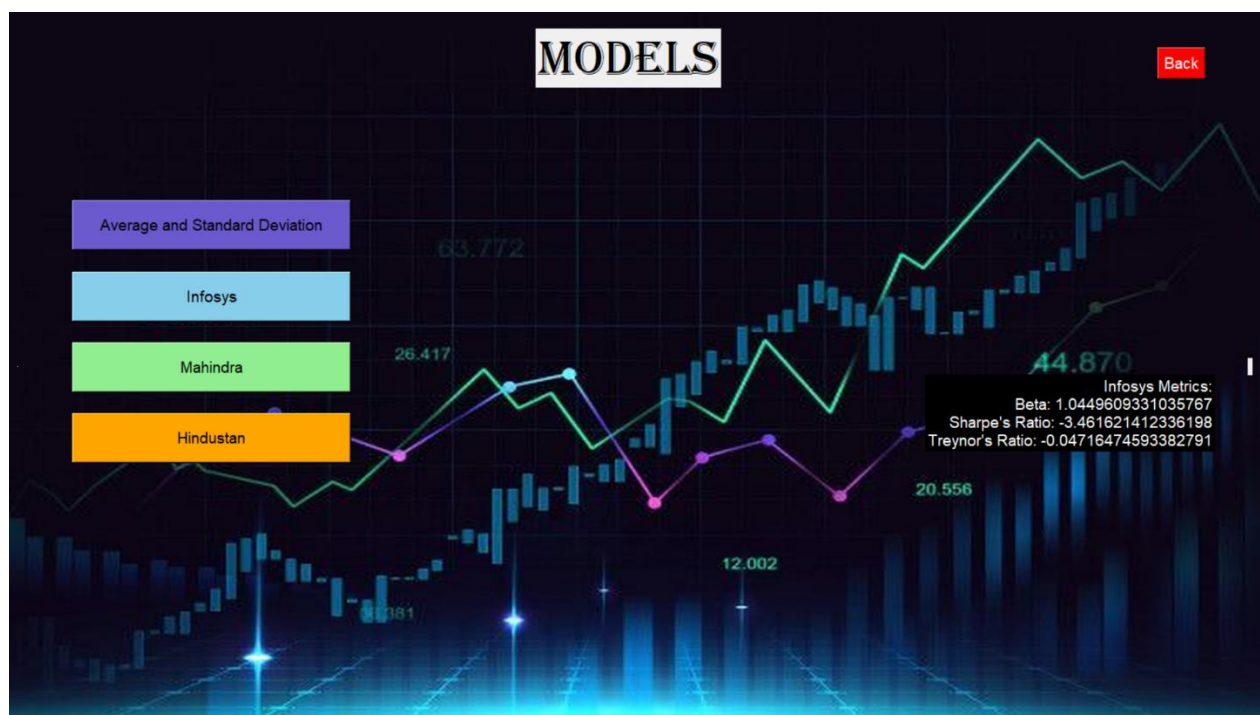 MODELS
Back
Average and Standard Deviation
63.772
Infosys
26.417
Mahindra
44.870
Infosys Metrics:
Beta: 1.0449609331035767
Sharpe's Ratio: -3.461621412336198
Treynor's Ratio: -0.04716474593382791
Hindustan
20.556
12.002